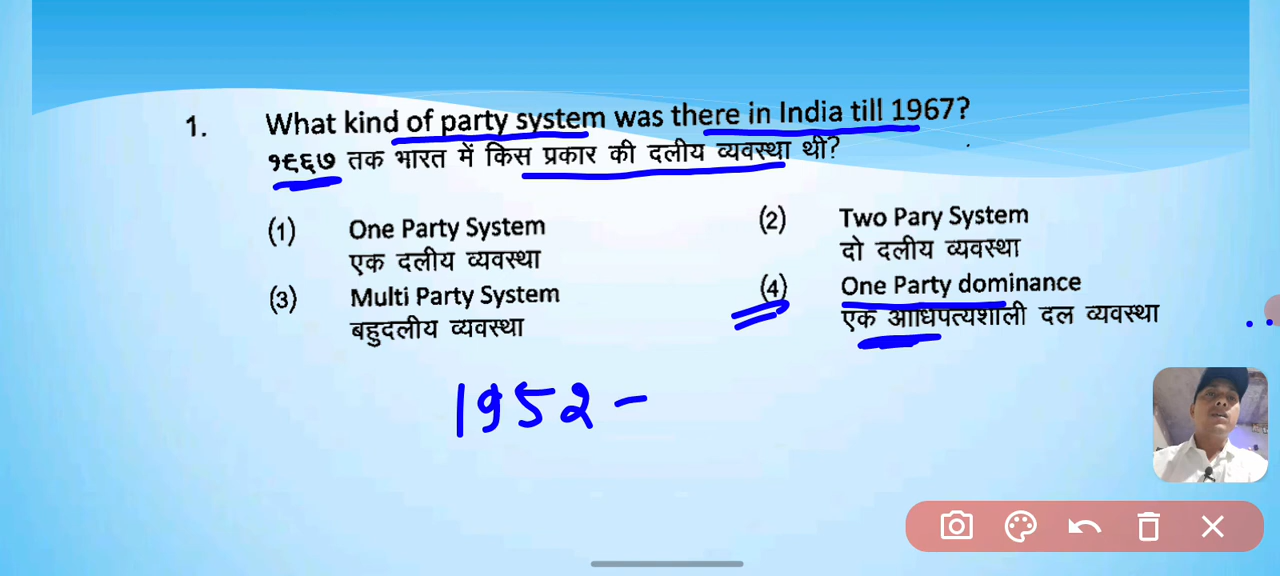 1. What kind of party system was there in India till 1967?
१९६७ तक भारत में किस प्रकार की दलीय व्यवस्था थी?
(1) One Party System
एक दलीय व्यवस्था
(2) Two Pary System
दो दलीय व्यवस्था
(3) Multi Party System
बहुदलीय व्यवस्था
(4) One Party dominance
एक आधिपत्यशाली दल व्यवस्था
1952 -